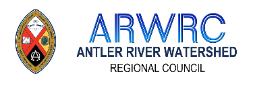 ARWRC
ANTLER RIVER WATERSHED
REGIONAL COUNCIL